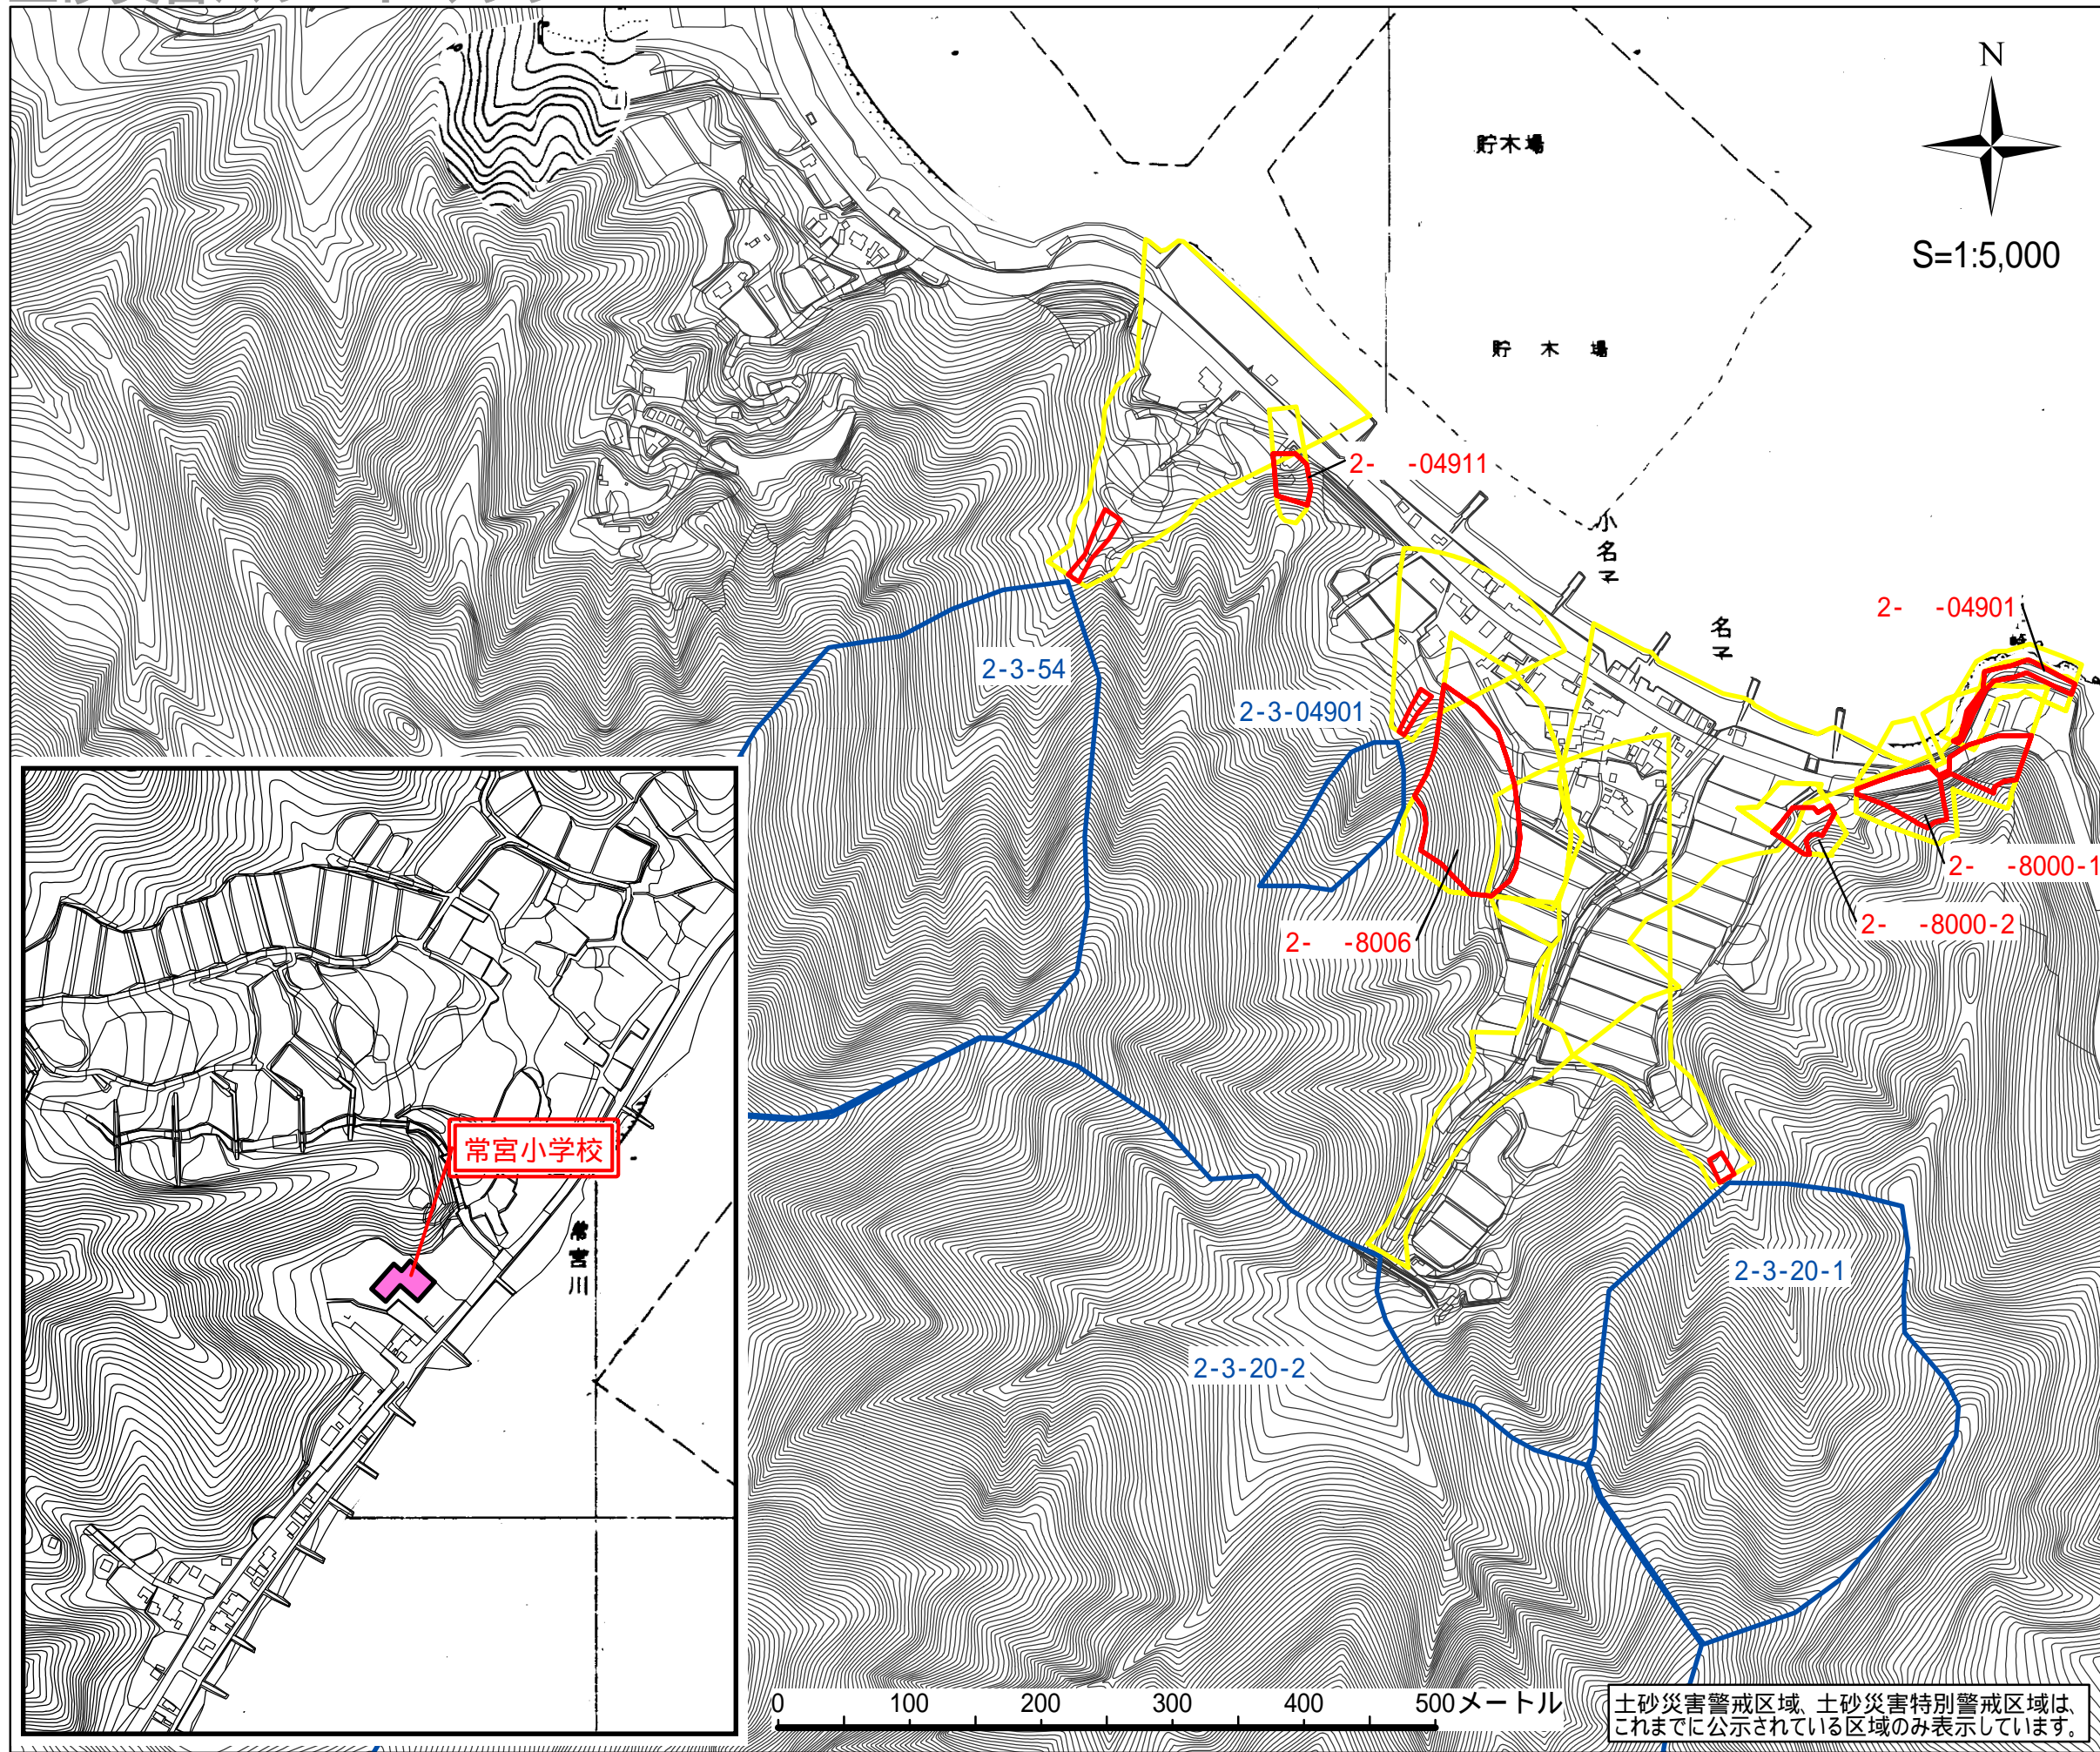 N
S=1:5,000
貯木場
貯 木 場
2- -04911
小名子
名子
2- -04901
崎
2-3-54
2-3-04901
2- -8000-1
2- -8000-2
2- -8006
常宮小学校
常宮川
2-3-20-1
2-3-20-2
0 100 200 300 400 500メートル
土砂災害警戒区域、土砂災害特別警戒区域は、
これまでに公示されている区域のみ表示しています。